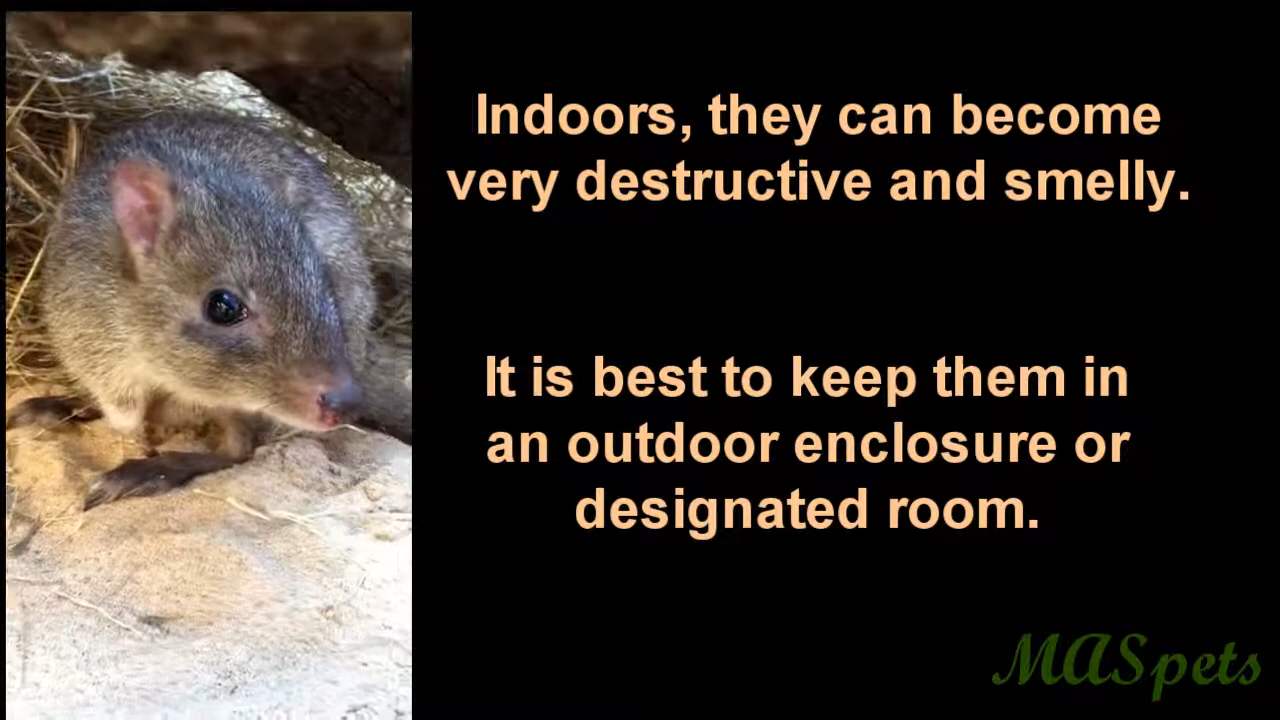 Indoors, they can become
very destructive and smelly.
It is best to keep them in
an outdoor enclosure or
designated room.
MASpets